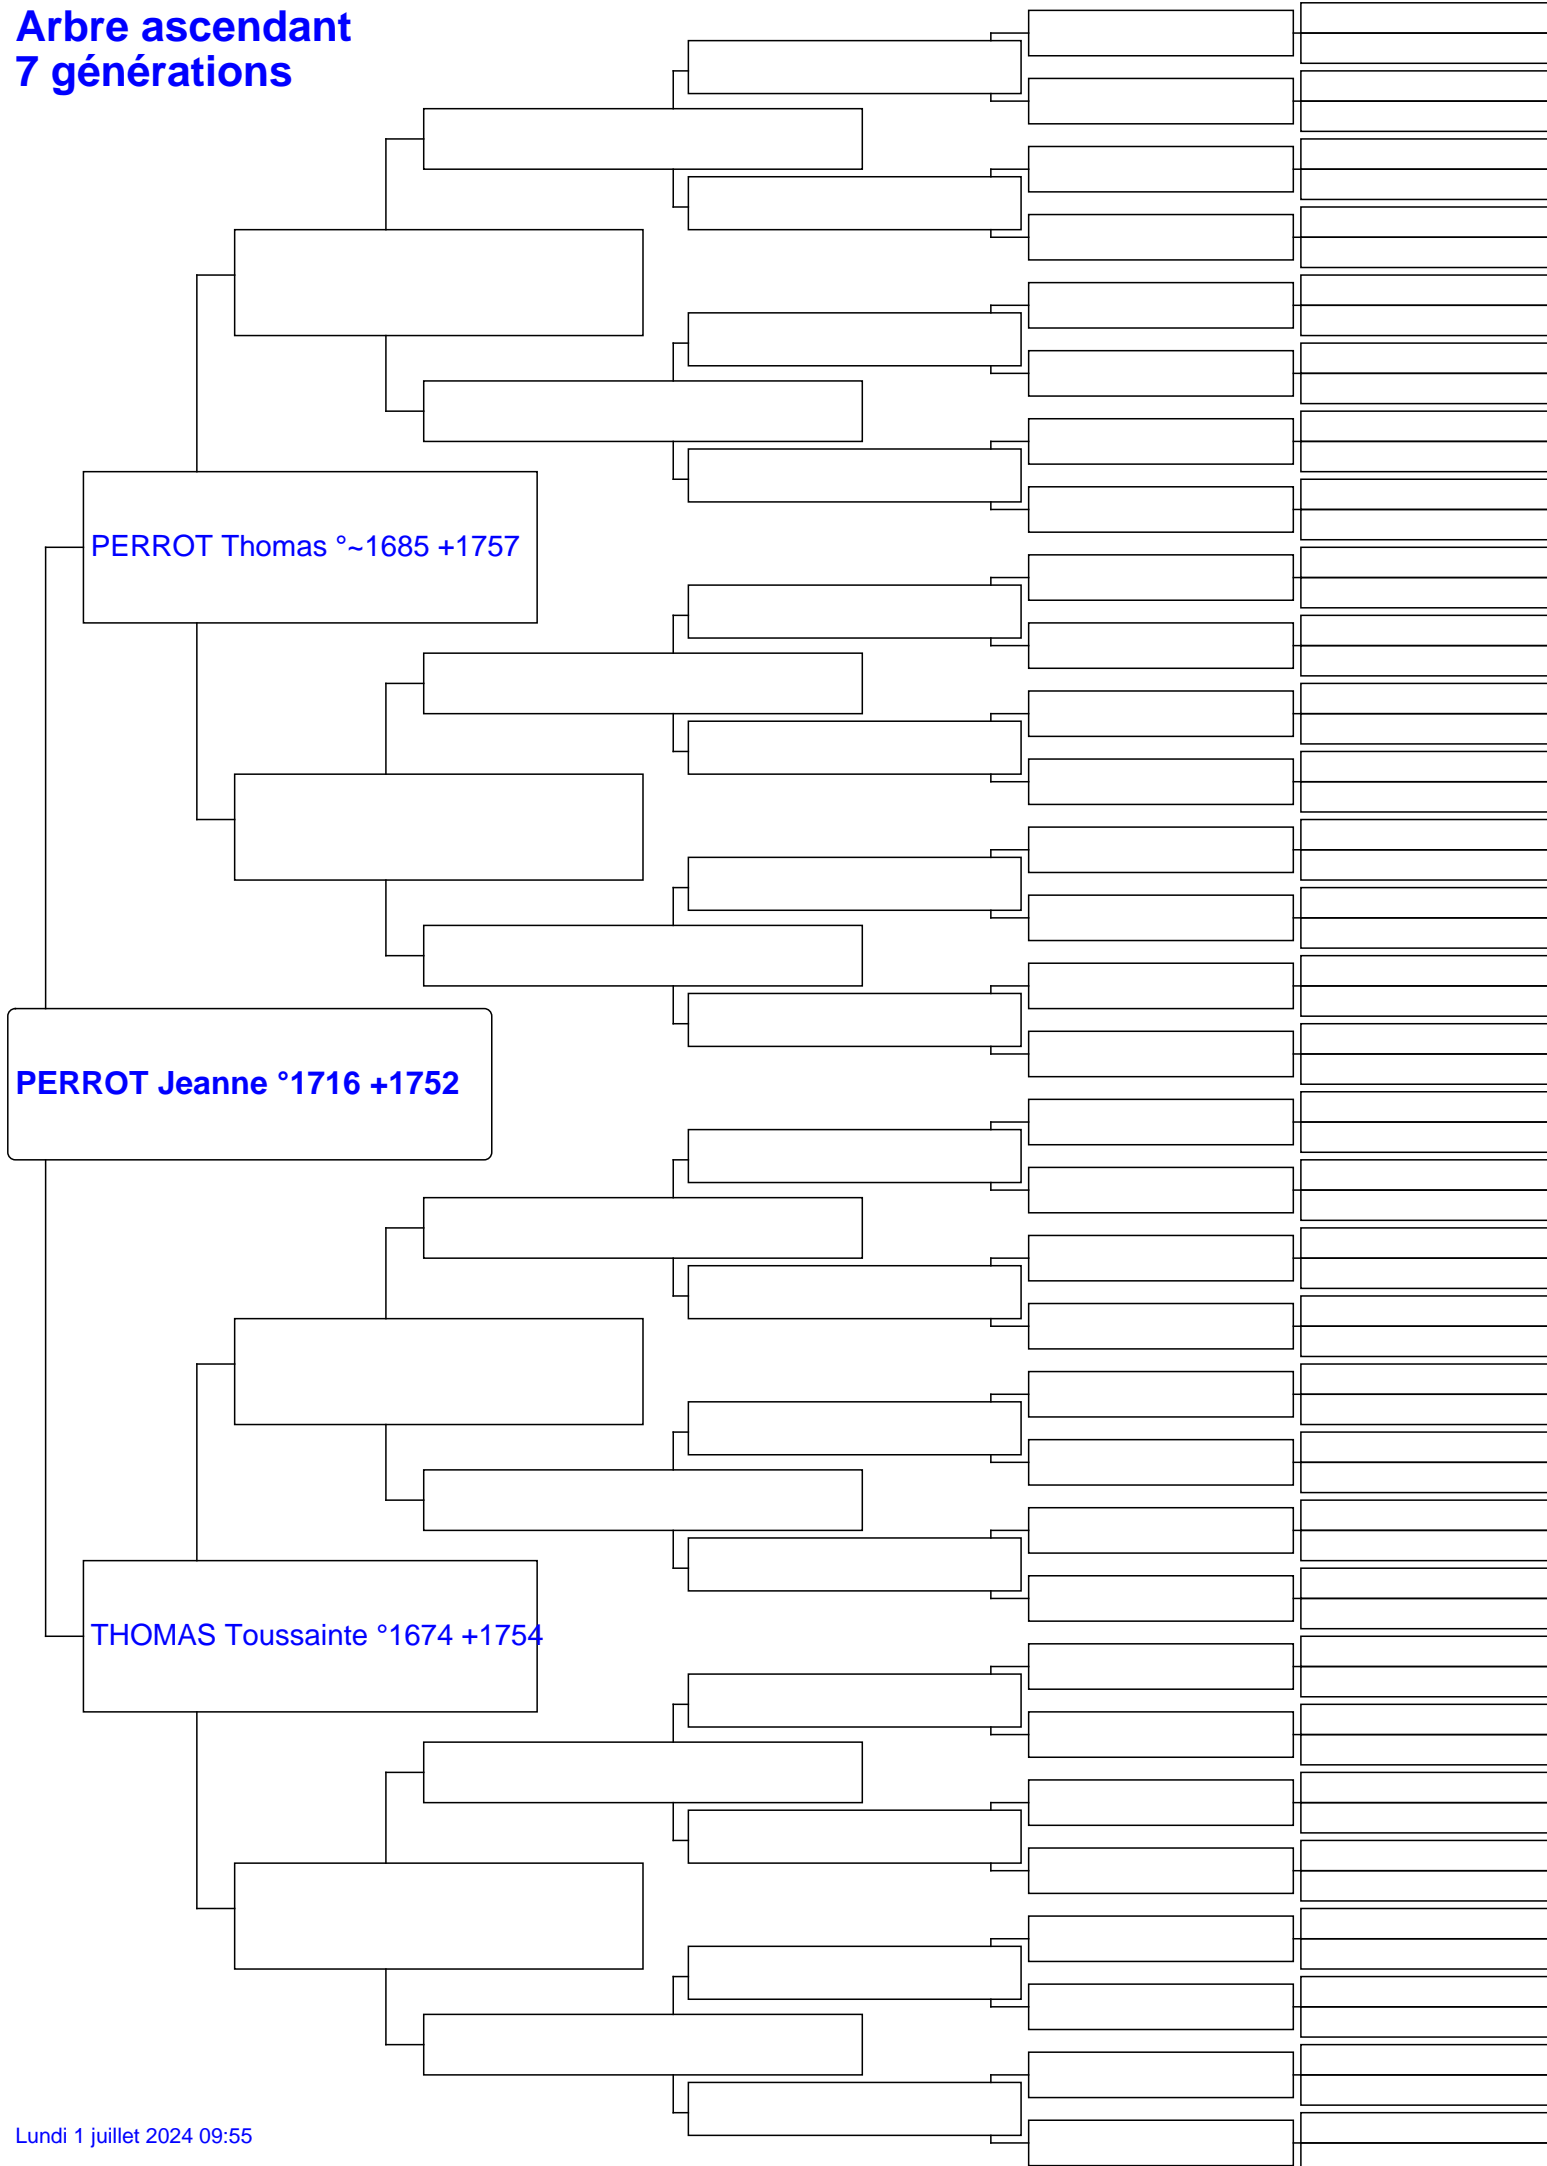 Arbre ascendant
7 générations
PERROT Thomas °~1685 +1757
PERROT Jeanne °1716 +1752
THOMAS Toussainte °1674 +1754
Lundi 1 juillet 2024 09:55